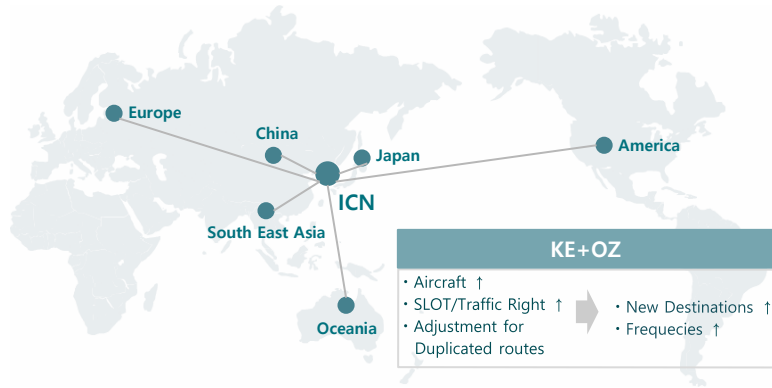 Europe
China
Japan
America
ICN
South East Asia
Oceania
KE+OZ
・Aircraft ↑
・SLOT/Traffic Right ↑
・Adjustment for
Duplicated routes
・New Destinations ↑
・Frequecies ↑